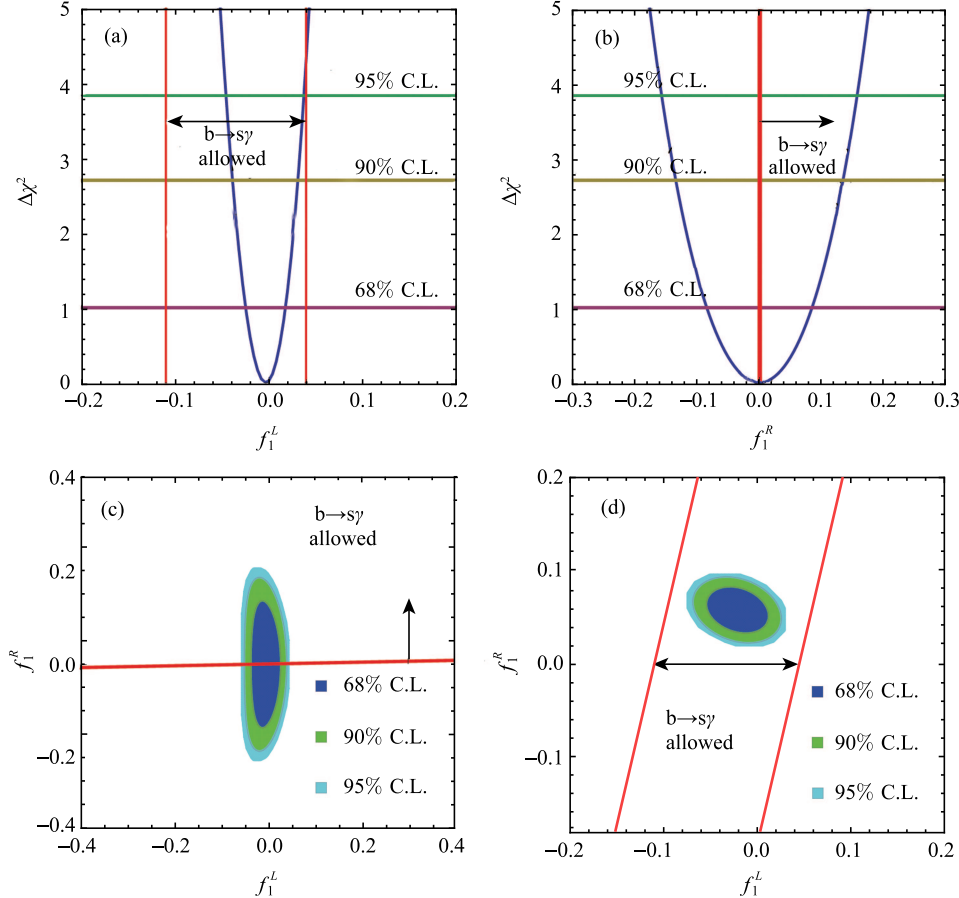 (a)
95% C.L.
b→sγ
allowed
90% C.L.
68% C.L.
Δχ²
5
4
3
2
1
0
−0.2 −0.1 0.0 0.1 0.2
f₁ᴸ
(b)
95% C.L.
b→sγ
90% C.L. allowed
68% C.L.
Δχ²
5
4
3
2
1
0
−0.3 −0.2 −0.1 0.0 0.1 0.2 0.3
f₁ᴿ
(c)
b→sγ
allowed
68% C.L.
90% C.L.
95% C.L.
f₁ᴿ
0.4
0.2
0.0
−0.2
−0.4
−0.4 −0.2 0.0 0.2 0.4
f₁ᴸ
(d)
b→sγ
allowed
68% C.L.
90% C.L.
95% C.L.
f₁ᴿ
0.2
0.1
0.0
−0.1
−0.2 −0.1 0.0 0.1 0.2
f₁ᴸ